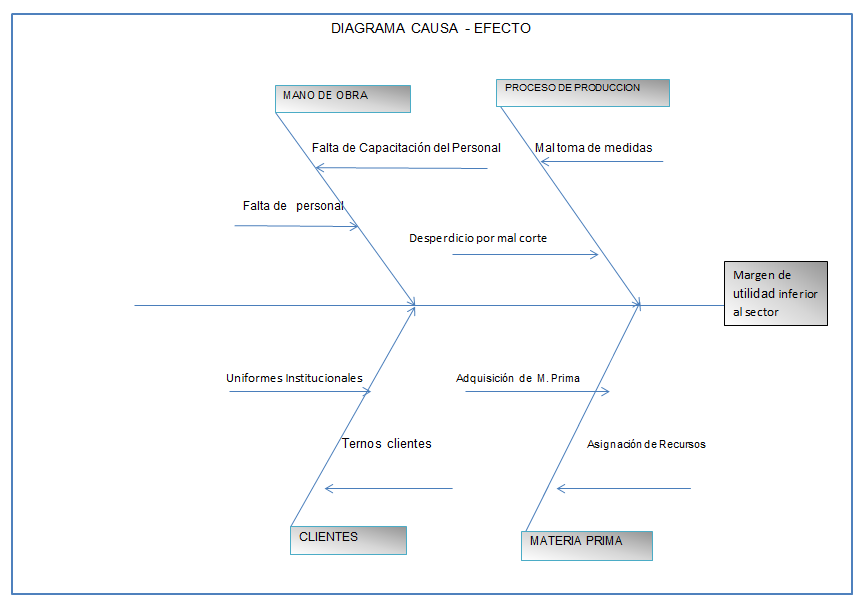 DIAGRAMA CAUSA - EFECTO
MANO DE OBRA
PROCESO DE PRODUCCION
Falta de Capacitación del Personal
Mal toma de medidas
Falta de personal
Desperdicio por mal corte
Margen de
utilidad inferior
al sector
Uniformes Institucionales
Adquisición de M. Prima
Ternos clientes
Asignación de Recursos
CLIENTES
MATERIA PRIMA